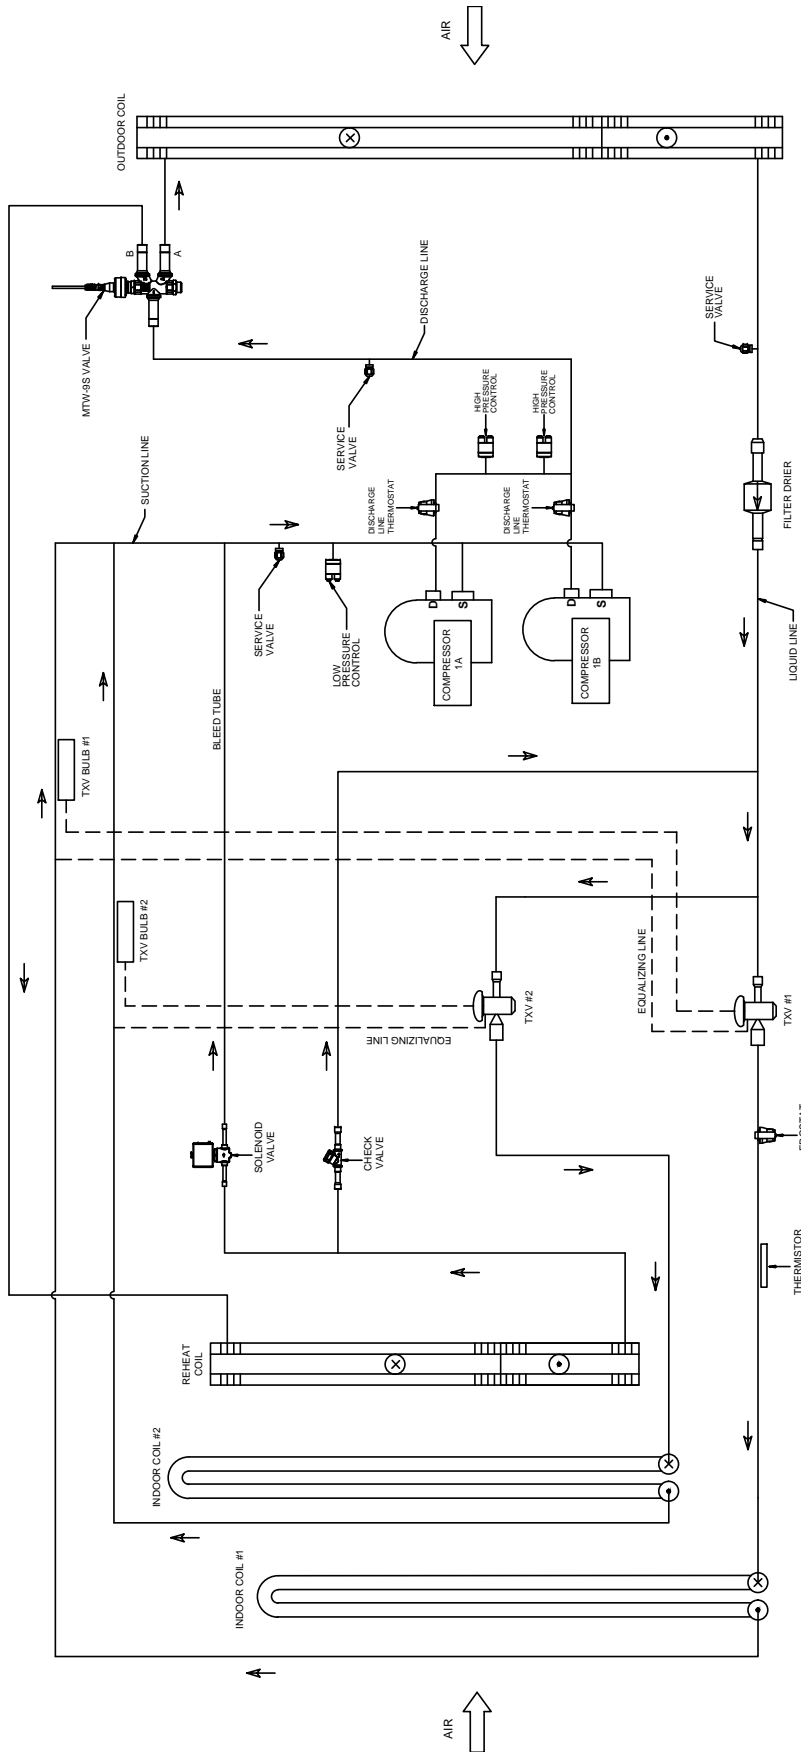 AIR
OUTDOOR COIL
B
A
MTW-9S VALVE
DISCHARGE LINE
SERVICE
VALVE
SERVICE
VALVE
SUCTION LINE
HIGH
PRESSURE
CONTROL
HIGH
PRESSURE
CONTROL
DISCHARGE
LINE
THERMOSTAT
DISCHARGE
LINE
THERMOSTAT
FILTER DRIER
SERVICE
VALVE
LOW
PRESSURE
CONTROL
D
S
COMPRESSOR
1A
D
S
COMPRESSOR
1B
LIQUID LINE
BLEED TUBE
TXV BULB #1
TXV BULB #2
EQUALIZING LINE
EQUALIZING LINE
TXV #2
TXV #1
SOLENOID
VALVE
CHECK
VALVE
THERMISTOR
REHEAT
COIL
INDOOR COIL #2
INDOOR COIL #1
AIR